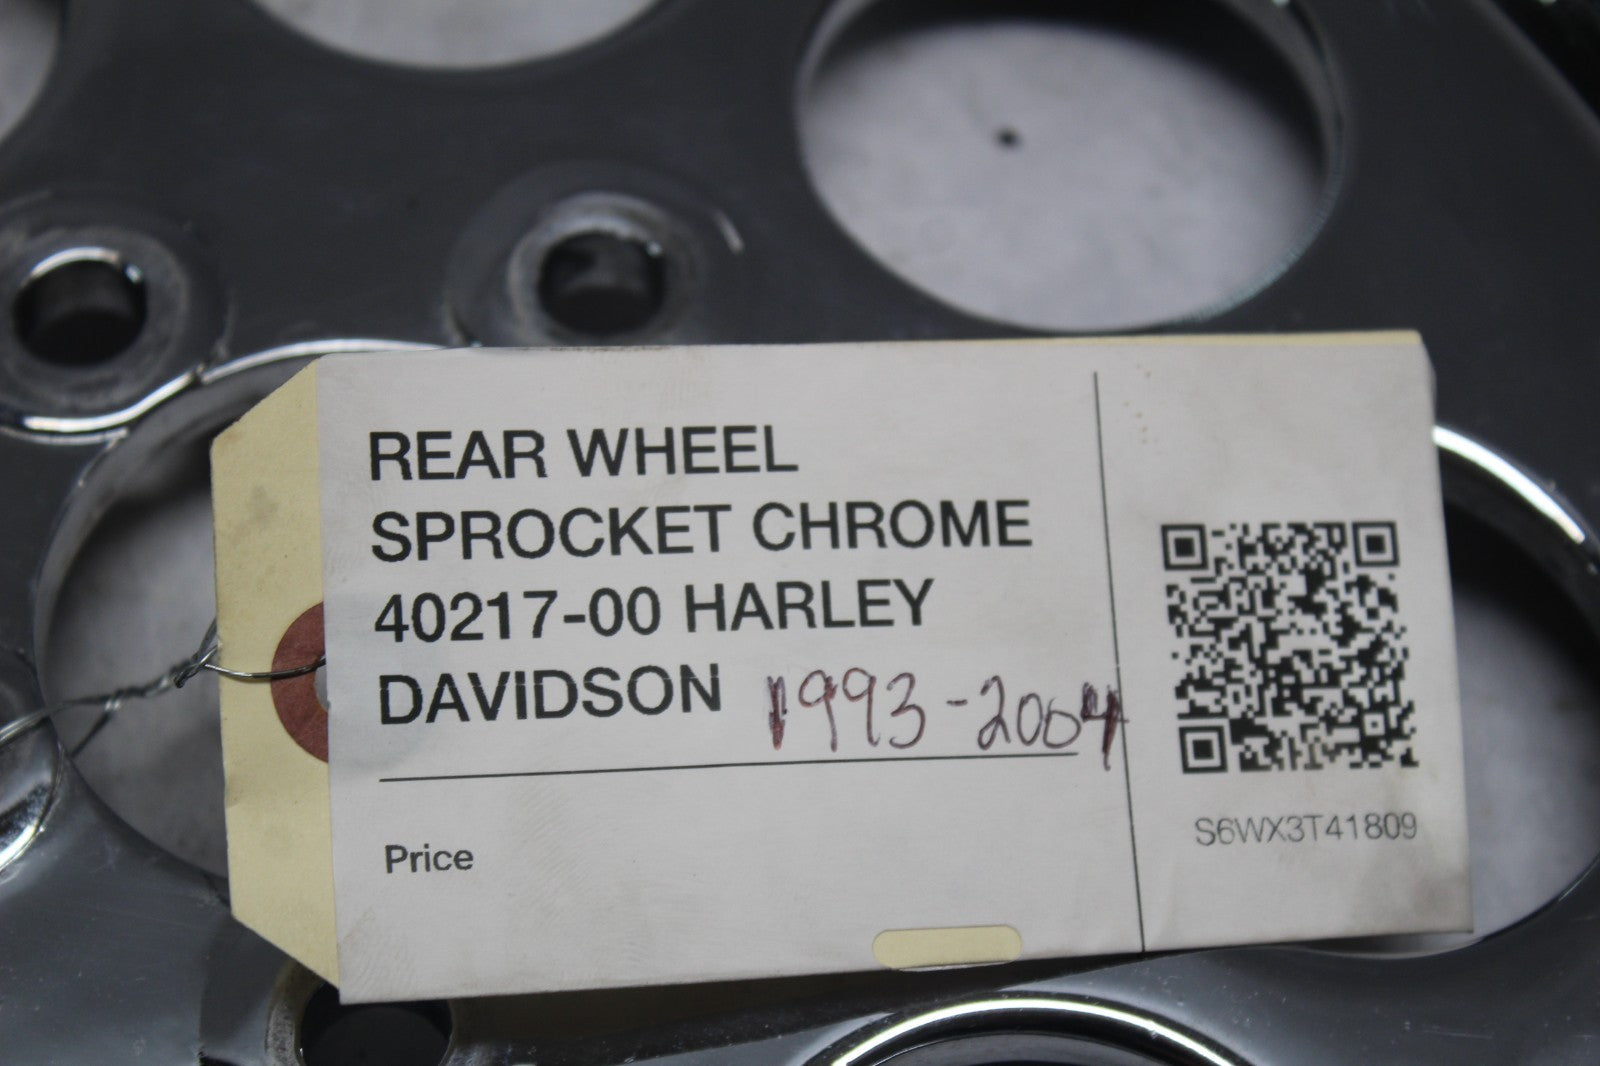 REAR WHEEL
SPROCKET CHROME
40217-00 HARLEY
DAVIDSON 1993-2004
Price
S6WX3T41809